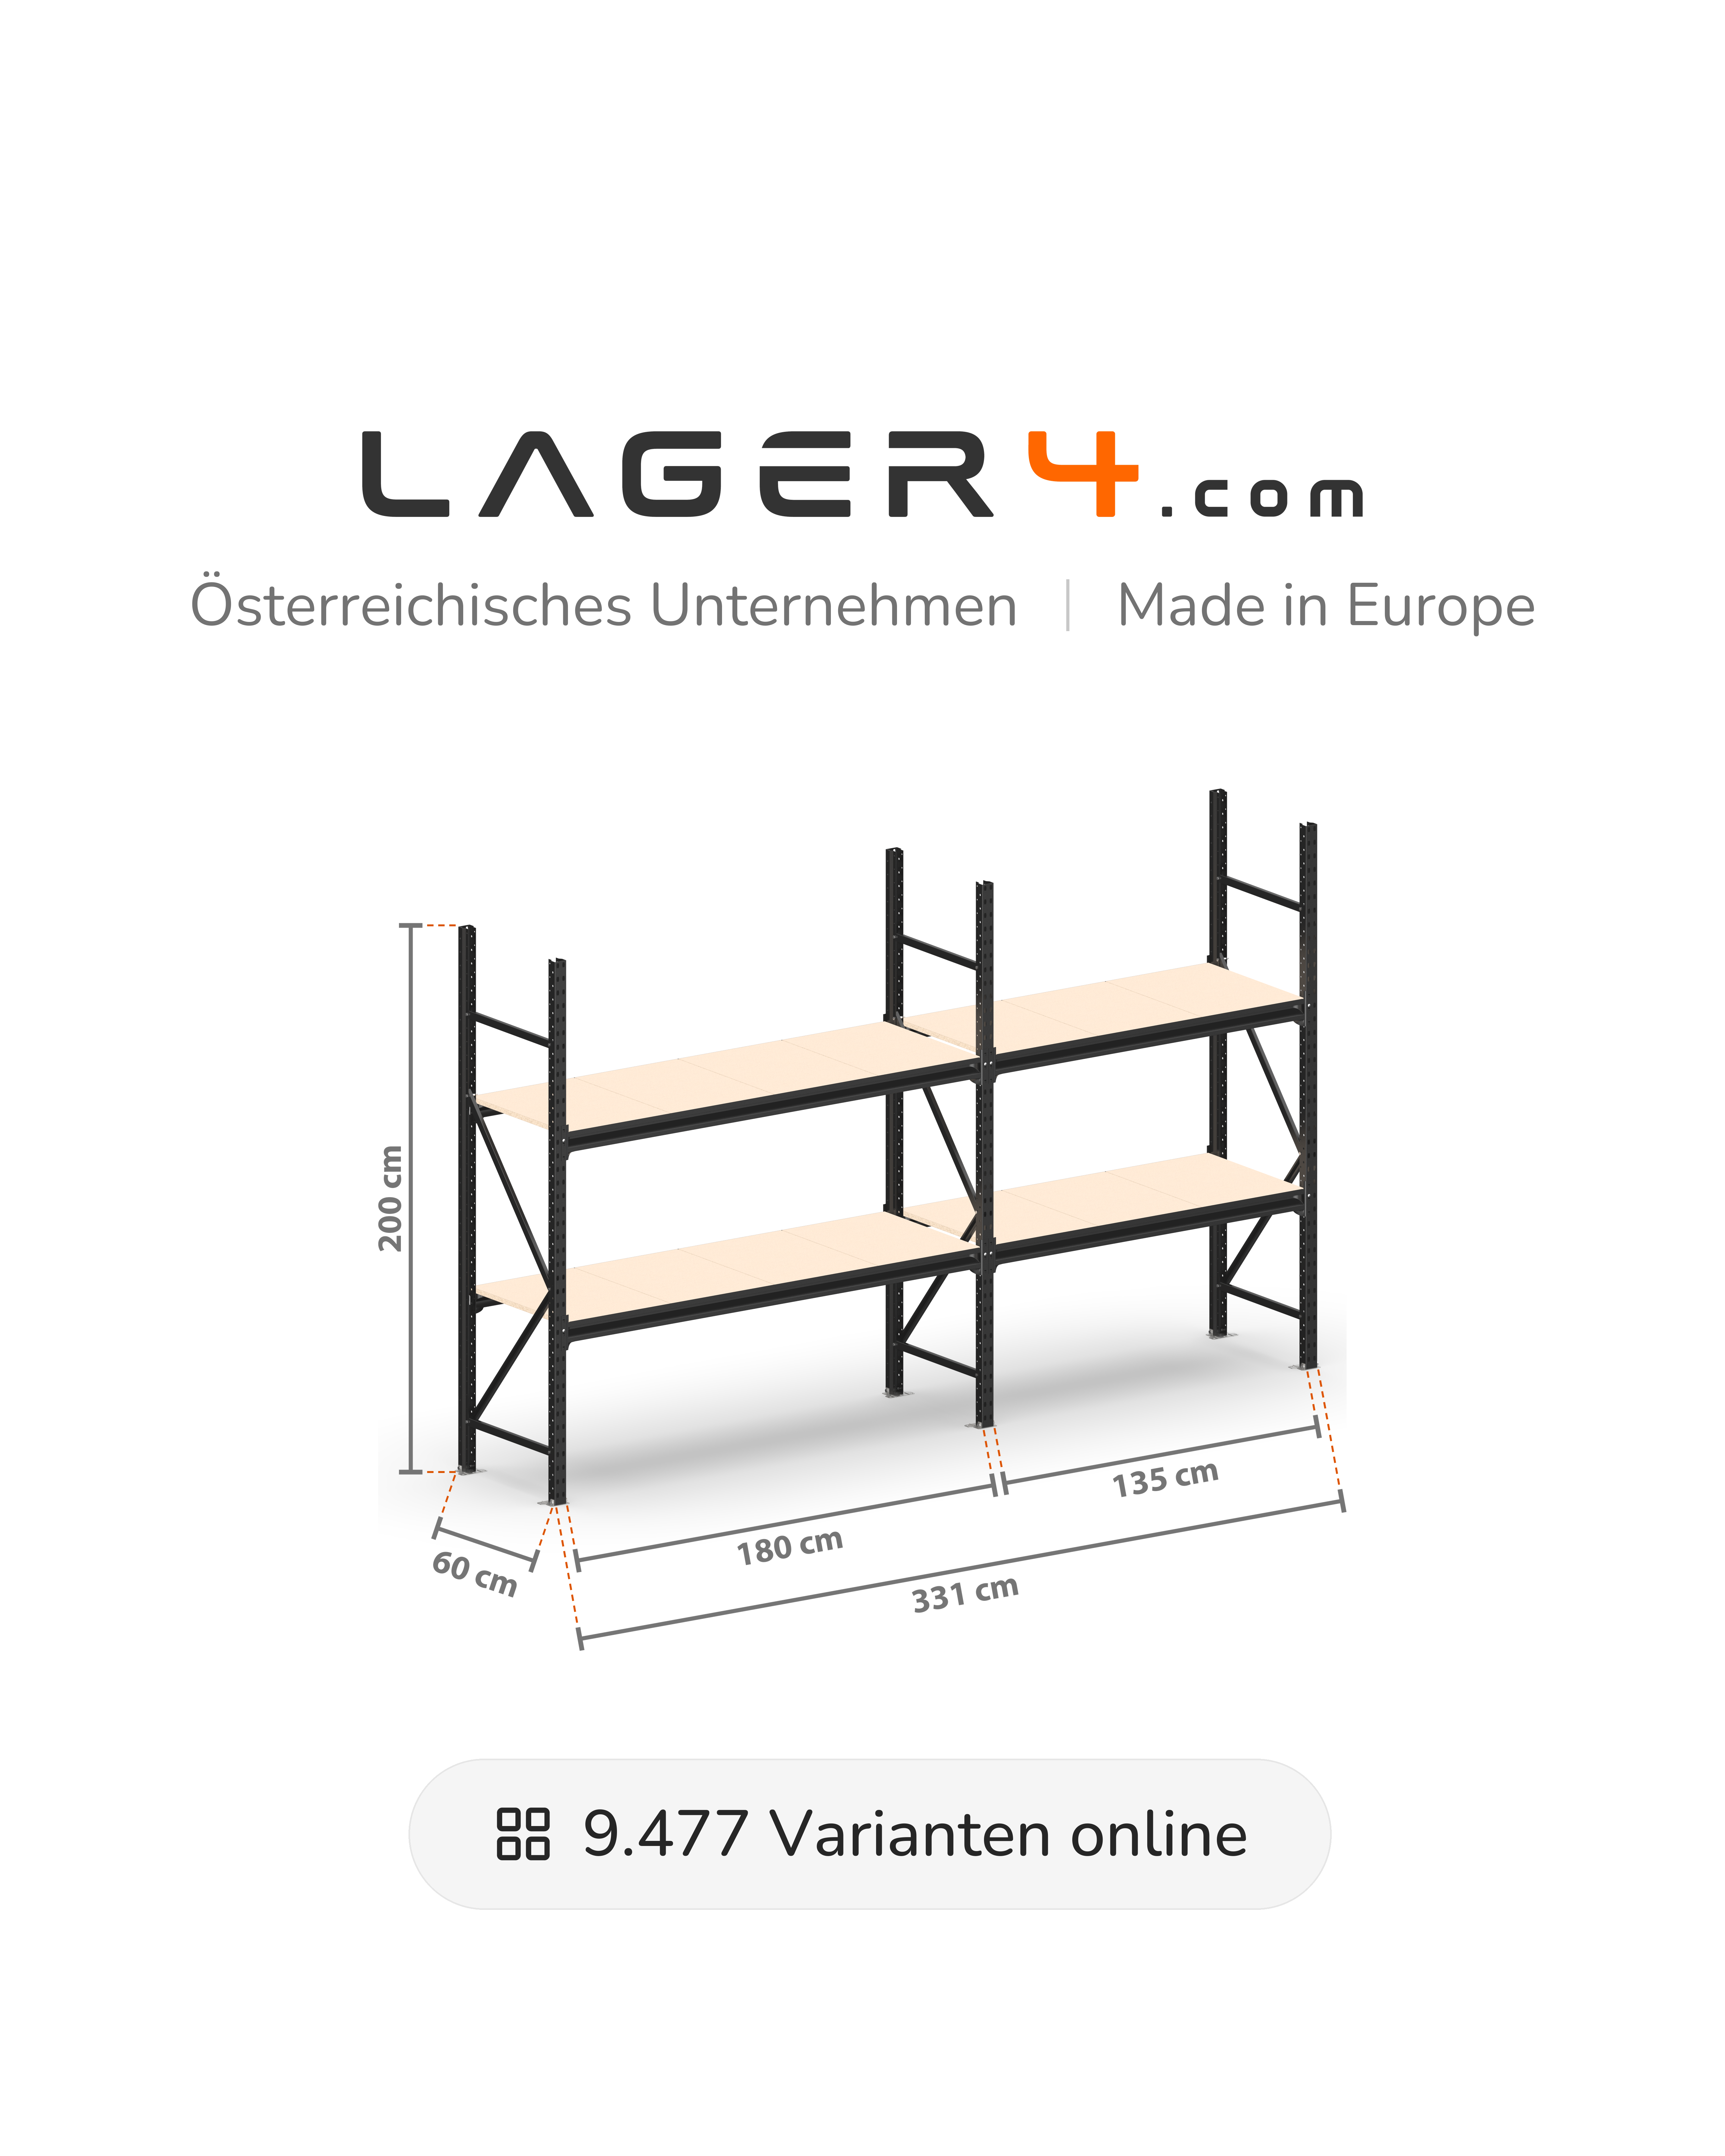 LAGER4.com
Österreichisches Unternehmen | Made in Europe
200 cm
60 cm
180 cm
135 cm
331 cm
9.477 Varianten online